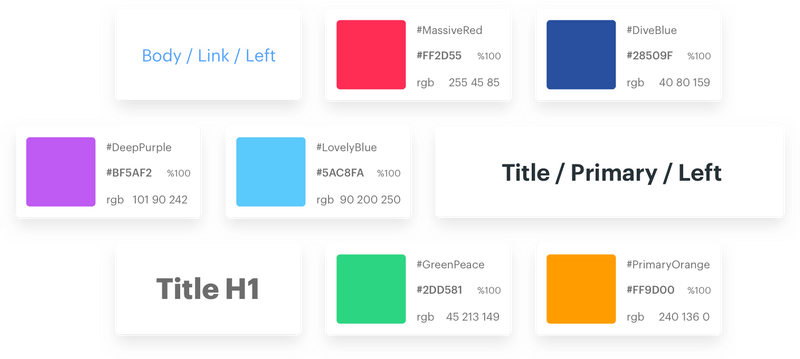 Body / Link / Left
#MassiveRed
#FF2D55 %100
rgb 255 45 85
#DiveBlue
#28509F %100
rgb 40 80 159
#DeepPurple
#BF5AF2 %100
rgb 101 90 242
#LovelyBlue
#5AC8FA %100
rgb 90 200 250
Title / Primary / Left
Title H1
#GreenPeace
#2DD581 %100
rgb 45 213 149
#PrimaryOrange
#FF9D00 %100
rgb 240 136 0